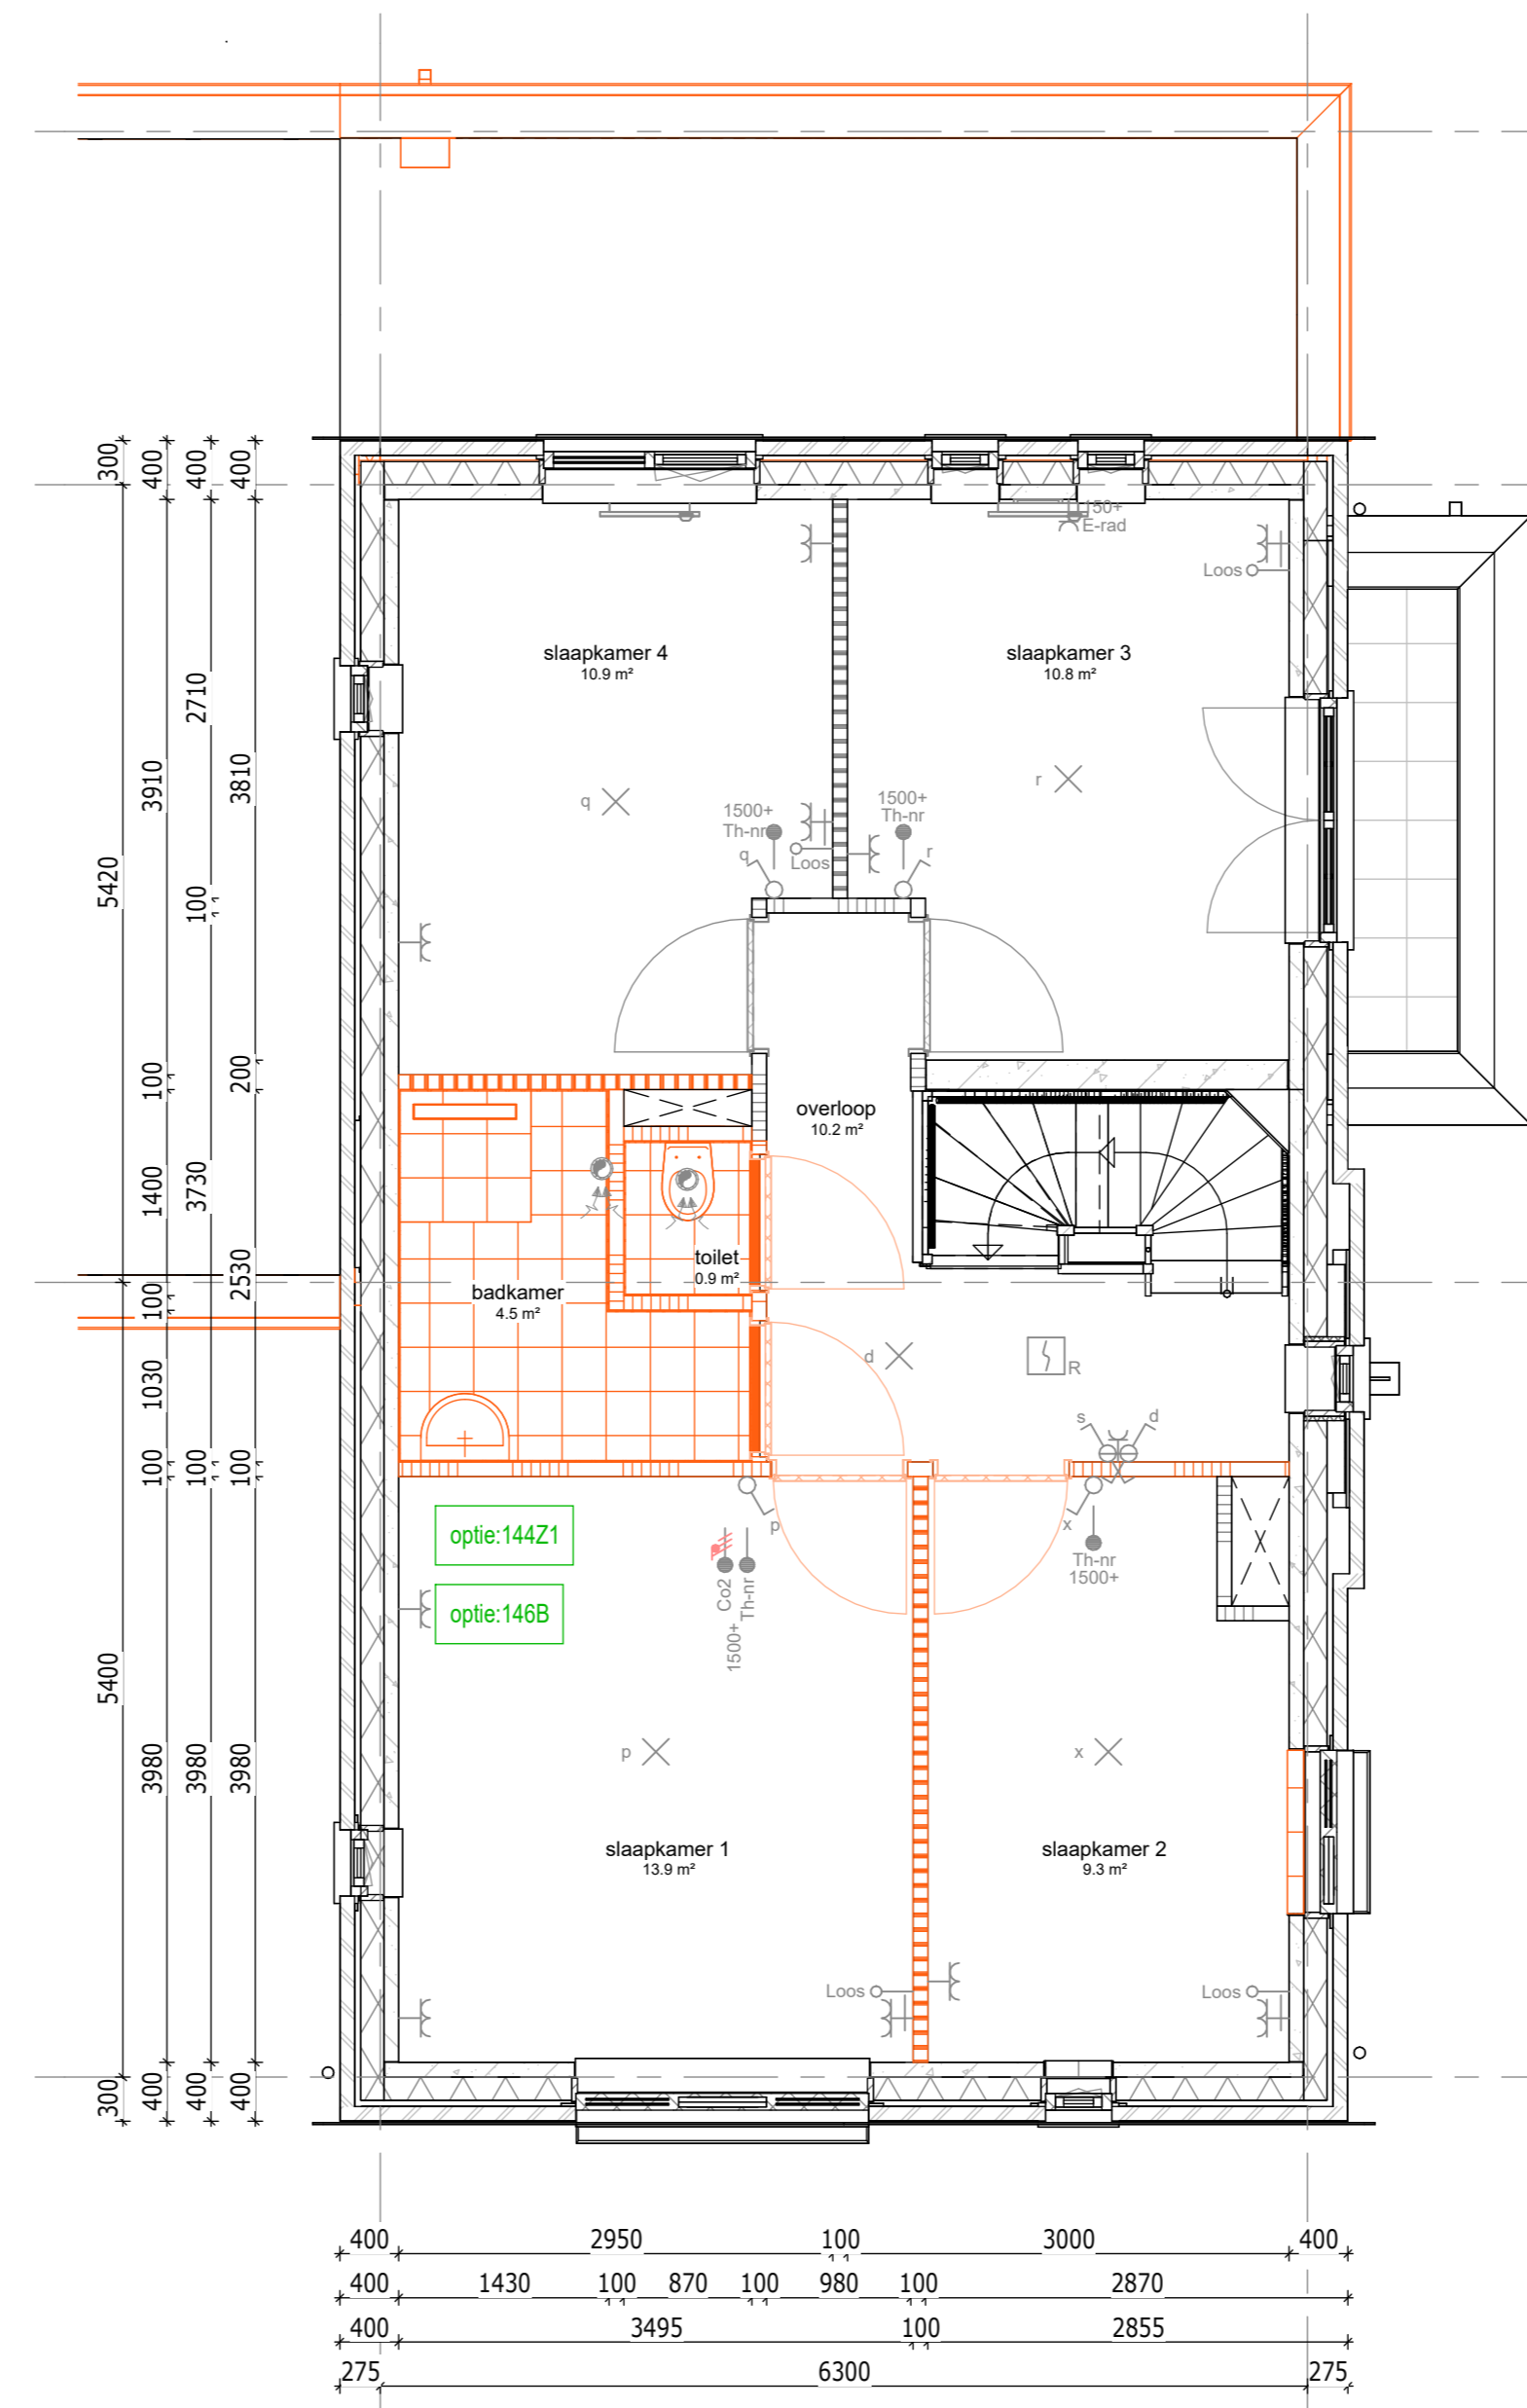 300
400
400
400
150+
E-rad
Loos
slaapkamer 4
10.9 m²
slaapkamer 3
10.8 m²
2710
3910
3810
q
r
1500+
Th-nr
1500+
Th-nr
q
Loos
r
5420
100
100
200
overloop
10.2 m²
1400
3730
2530
toilet
0.9 m²
badkamer
4.5 m²
100
d
R
1030
s
d
100
100
100
optie:144Z1
p
x
Th-nr
1500+
Co2
Th-nr
1500+
optie:146B
5400
3980
3980
3980
p
x
slaapkamer 1
13.9 m²
slaapkamer 2
9.3 m²
Loos
Loos
300
400
400
400
400 2950 100 3000 400
400 1430 100 870 100 980 100 2870
400 3495 100 2855
275 6300 275